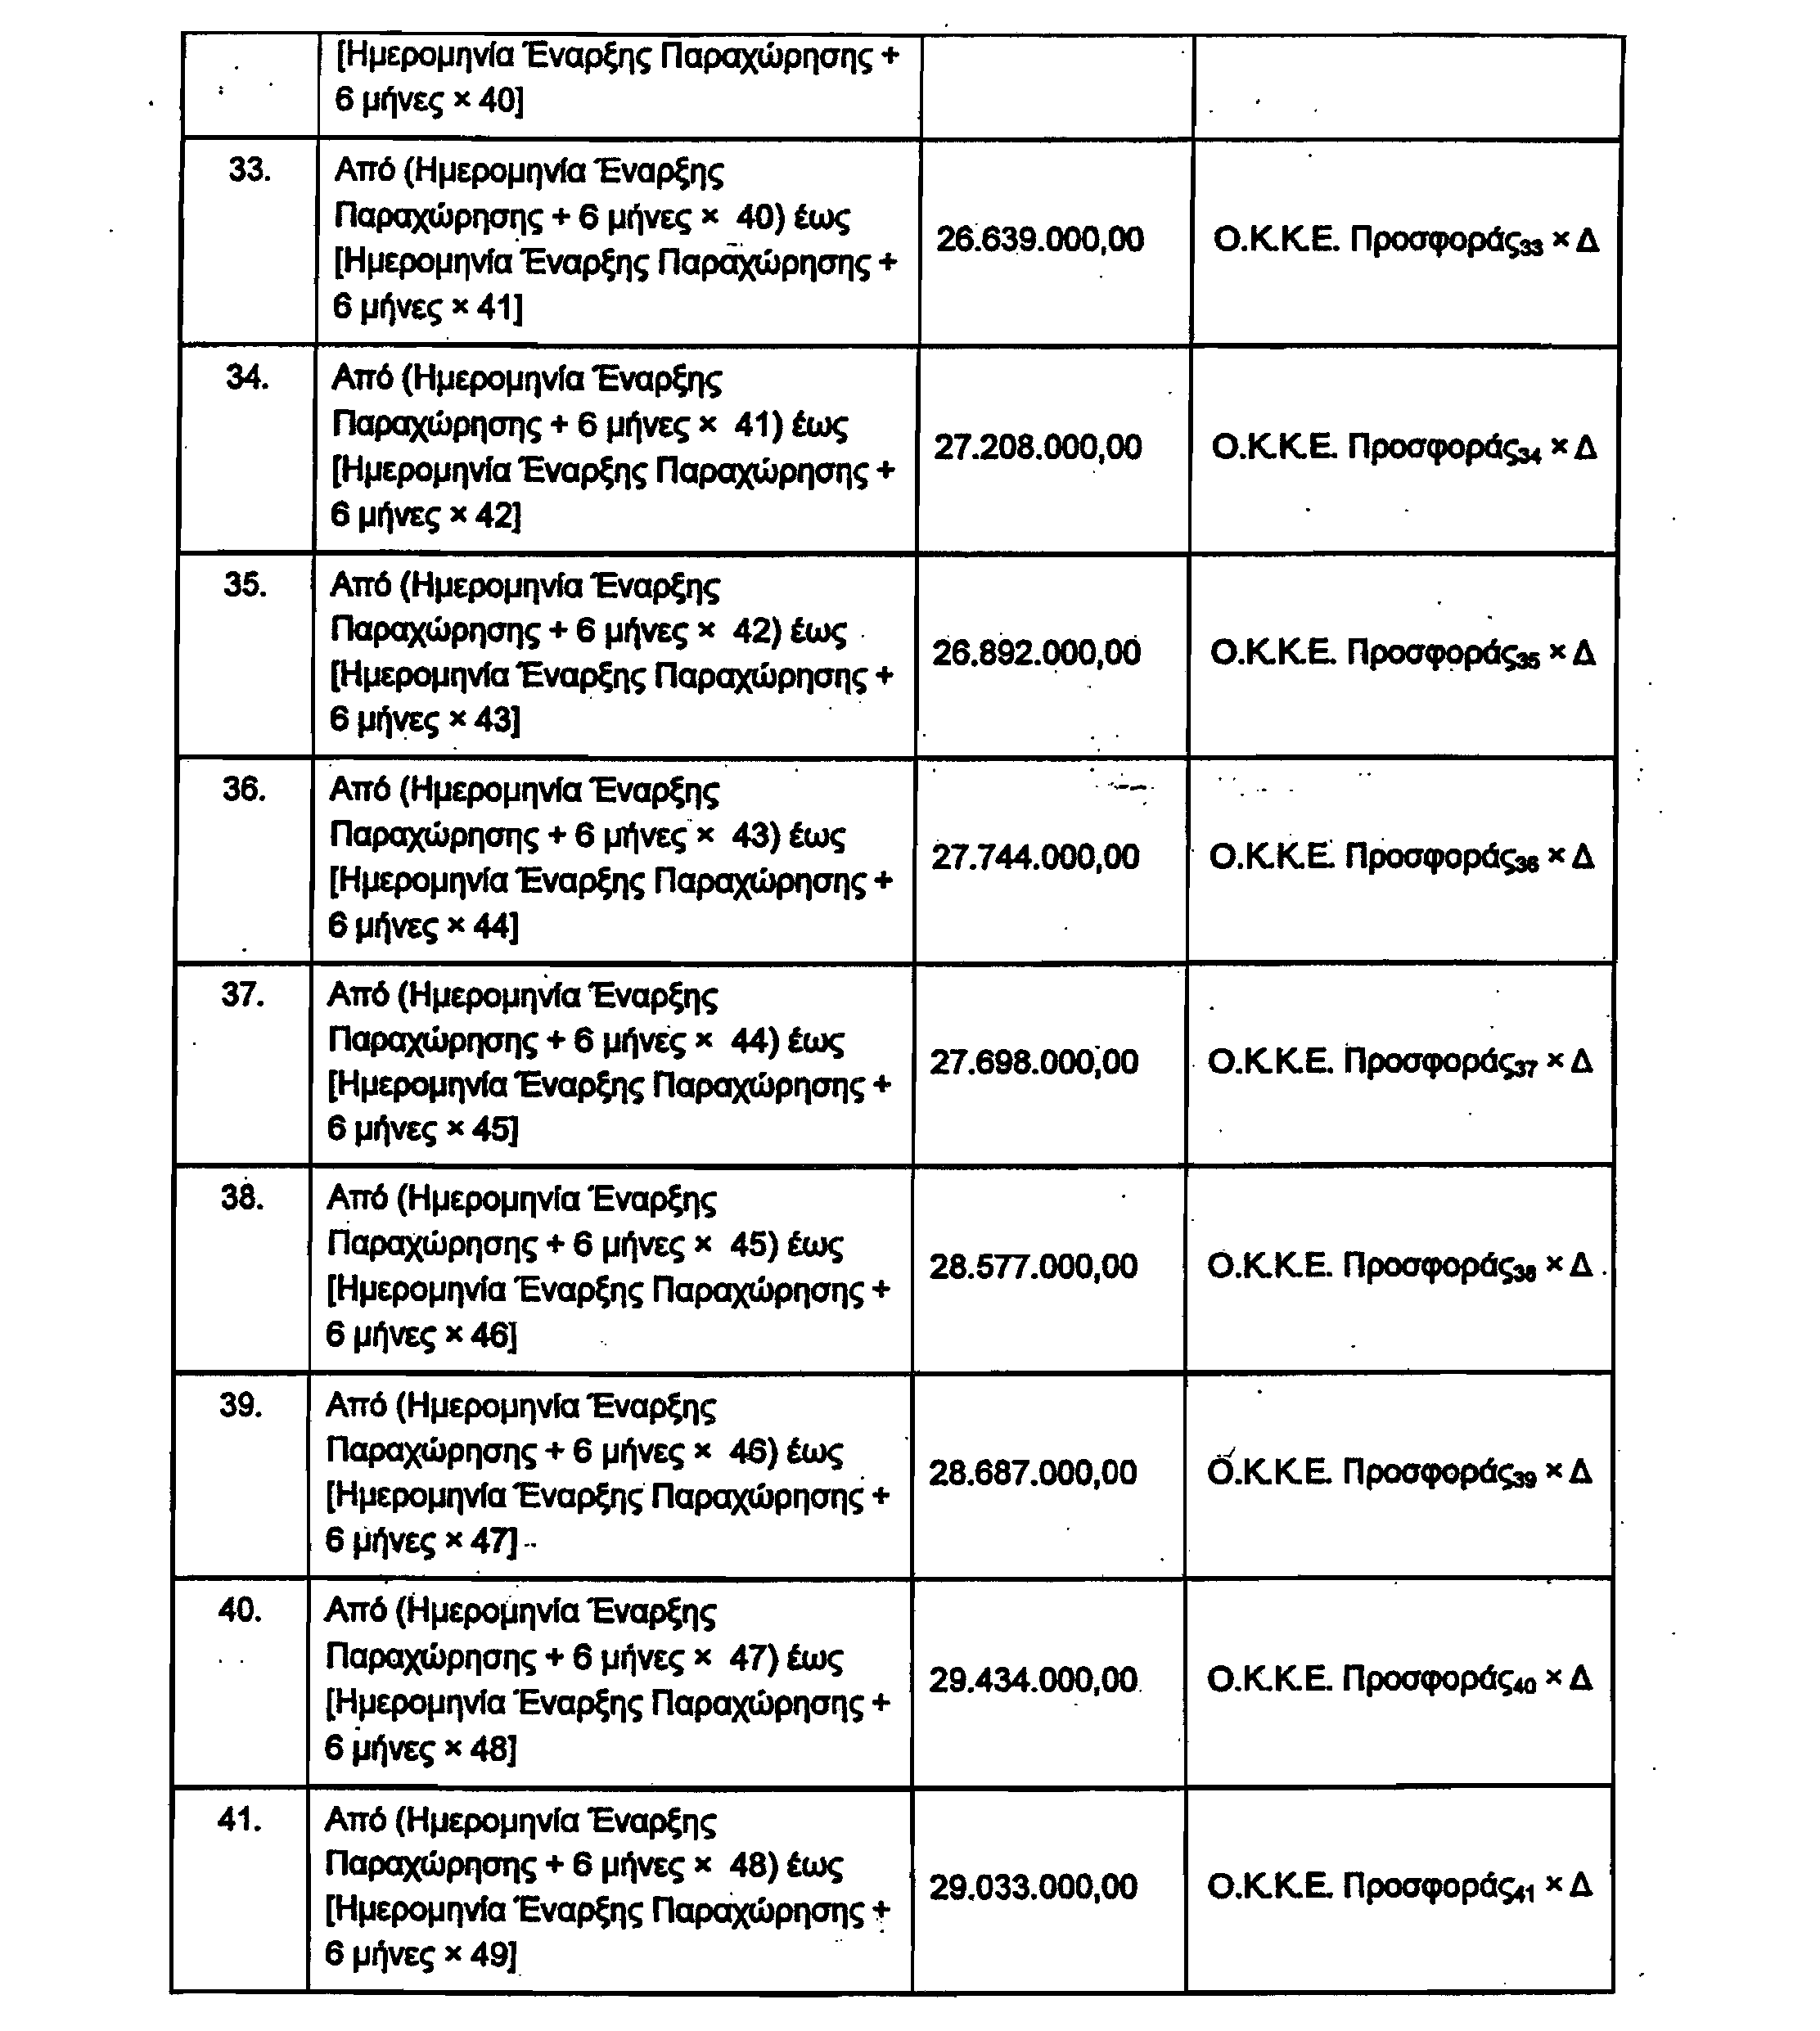 [Ημερομηνία Έναρξης Παραχώρησης +
6 μήνες × 40]
33.
Από (Ημερομηνία Έναρξης
Παραχώρησης + 6 μήνες × 40) έως
[Ημερομηνία Έναρξης Παραχώρησης +
6 μήνες × 41]
26.639.000,00
Ο.Κ.Κ.Ε. Προσφοράς33 × Δ
34.
Από (Ημερομηνία Έναρξης
Παραχώρησης + 6 μήνες × 41) έως
[Ημερομηνία Έναρξης Παραχώρησης +
6 μήνες × 42]
27.208.000,00
Ο.Κ.Κ.Ε. Προσφοράς34 × Δ
35.
Από (Ημερομηνία Έναρξης
Παραχώρησης + 6 μήνες × 42) έως
[Ημερομηνία Έναρξης Παραχώρησης +
6 μήνες × 43]
26.892.000,00
Ο.Κ.Κ.Ε. Προσφοράς35 × Δ
36.
Από (Ημερομηνία Έναρξης
Παραχώρησης + 6 μήνες × 43) έως
[Ημερομηνία Έναρξης Παραχώρησης +
6 μήνες × 44]
27.744.000,00
Ο.Κ.Κ.Ε. Προσφοράς36 × Δ
37.
Από (Ημερομηνία Έναρξης
Παραχώρησης + 6 μήνες × 44) έως
[Ημερομηνία Έναρξης Παραχώρησης +
6 μήνες × 45]
27.698.000,00
Ο.Κ.Κ.Ε. Προσφοράς37 × Δ
38.
Από (Ημερομηνία Έναρξης
Παραχώρησης + 6 μήνες × 45) έως
[Ημερομηνία Έναρξης Παραχώρησης +
6 μήνες × 46]
28.577.000,00
Ο.Κ.Κ.Ε. Προσφοράς38 × Δ
39.
Από (Ημερομηνία Έναρξης
Παραχώρησης + 6 μήνες × 46) έως
[Ημερομηνία Έναρξης Παραχώρησης +
6 μήνες × 47]
28.687.000,00
Ο.Κ.Κ.Ε. Προσφοράς39 × Δ
40.
Από (Ημερομηνία Έναρξης
Παραχώρησης + 6 μήνες × 47) έως
[Ημερομηνία Έναρξης Παραχώρησης +
6 μήνες × 48]
29.434.000,00
Ο.Κ.Κ.Ε. Προσφοράς40 × Δ
41.
Από (Ημερομηνία Έναρξης
Παραχώρησης + 6 μήνες × 48) έως
[Ημερομηνία Έναρξης Παραχώρησης +
6 μήνες × 49]
29.033.000,00
Ο.Κ.Κ.Ε. Προσφοράς41 × Δ